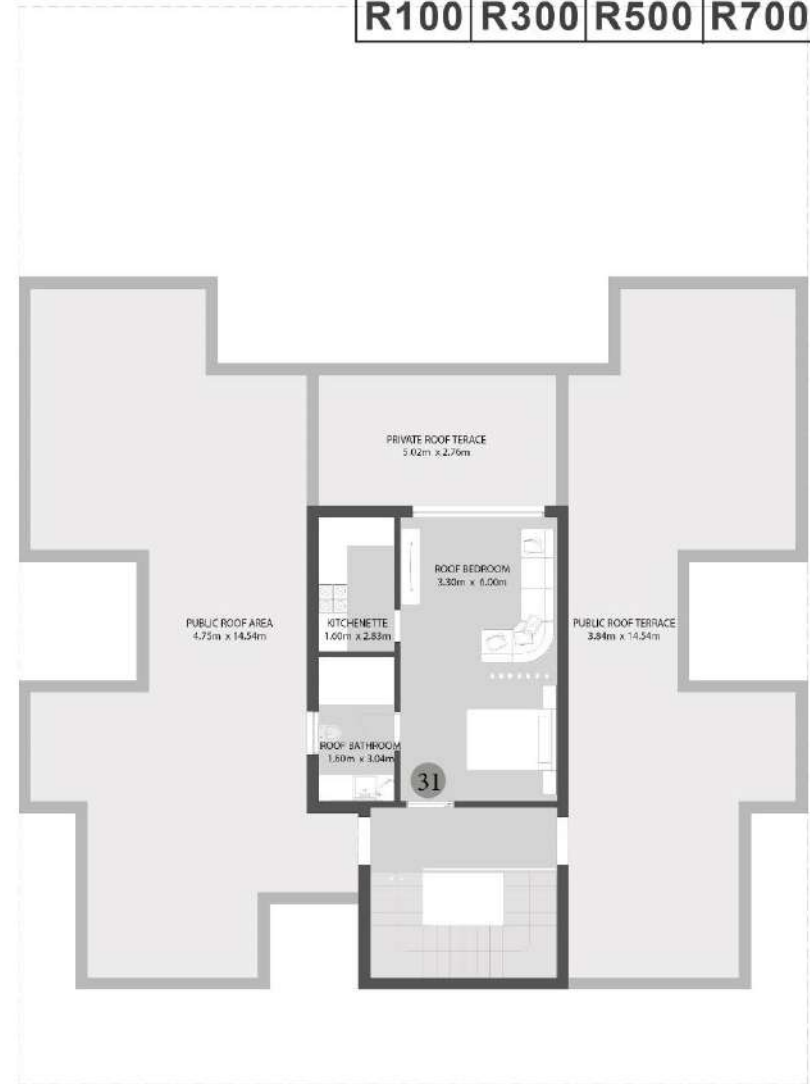 R100 R300 R500 R700
PRIVATE ROOF TERACE
5.02m x 2.76m
ROOF BEDROOM
3.30m x 6.00m
KITCHENETTE
1.60m x 2.83m
PUBLIC ROOF AREA
4.75m x 14.54m
PUBLIC ROOF TERRACE
3.84m x 14.54m
ROOF BATHROOM
1.60m x 3.04m
31